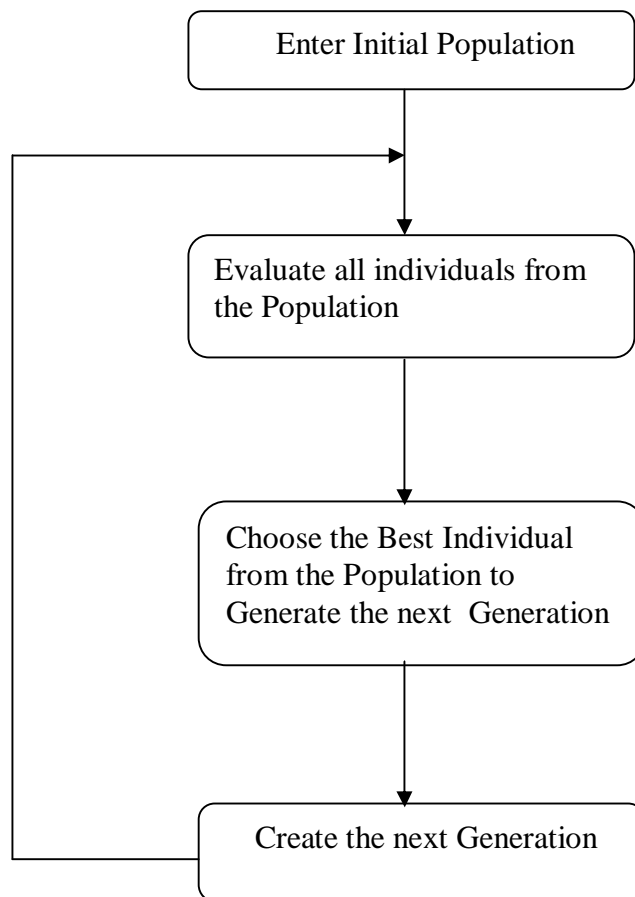 Enter Initial Population
Evaluate all individuals from
the Population
Choose the Best Individual
from the Population to
Generate the next  Generation
Create the next Generation